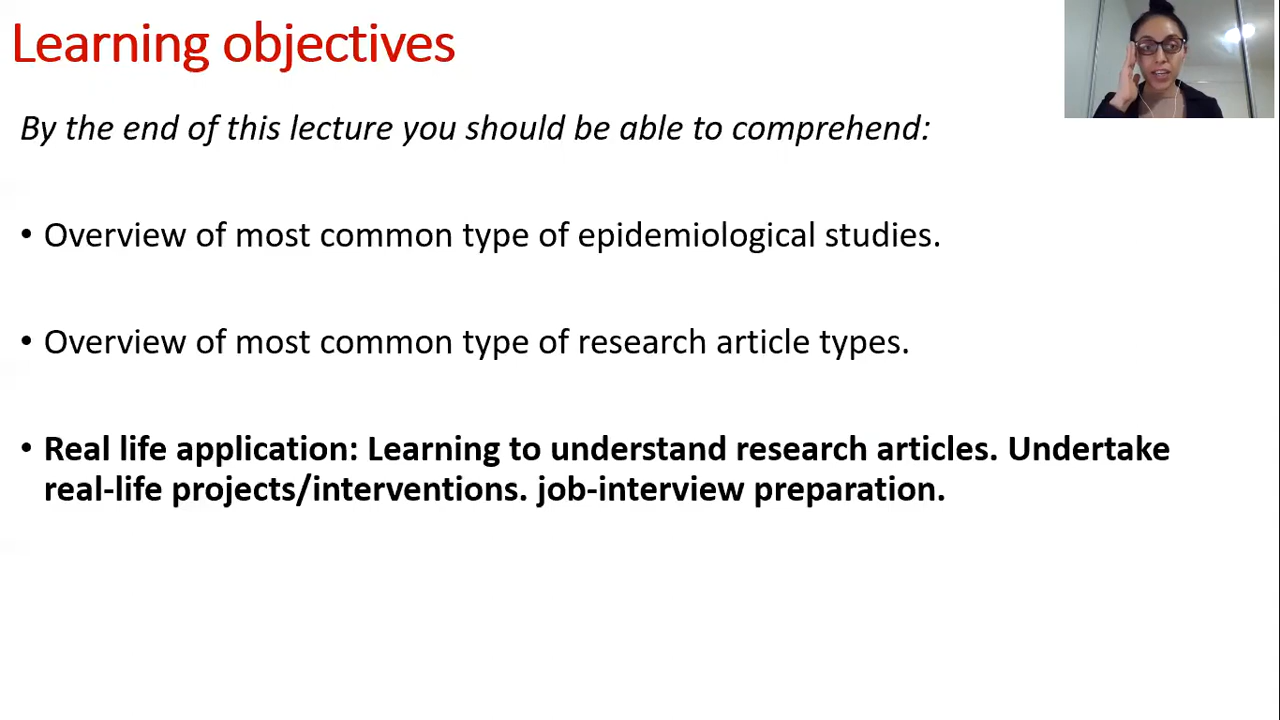 Learning objectives
By the end of this lecture you should be able to comprehend:
• Overview of most common type of epidemiological studies.
• Overview of most common type of research article types.
• Real life application: Learning to understand research articles. Undertake
real-life projects/interventions. job-interview preparation.